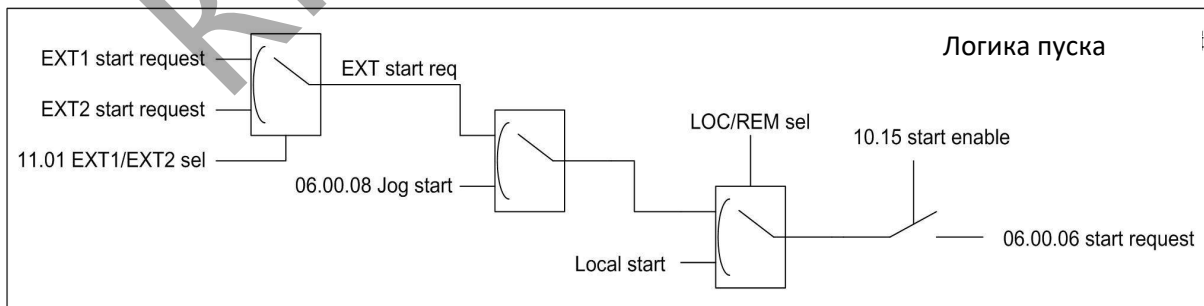 Логика пуска
EXT1 start request
EXT start req
EXT2 start request
LOC/REM sel
10.15 start enable
11.01 EXT1/EXT2 sel
06.00.08 Jog start
06.00.06 start request
Local start